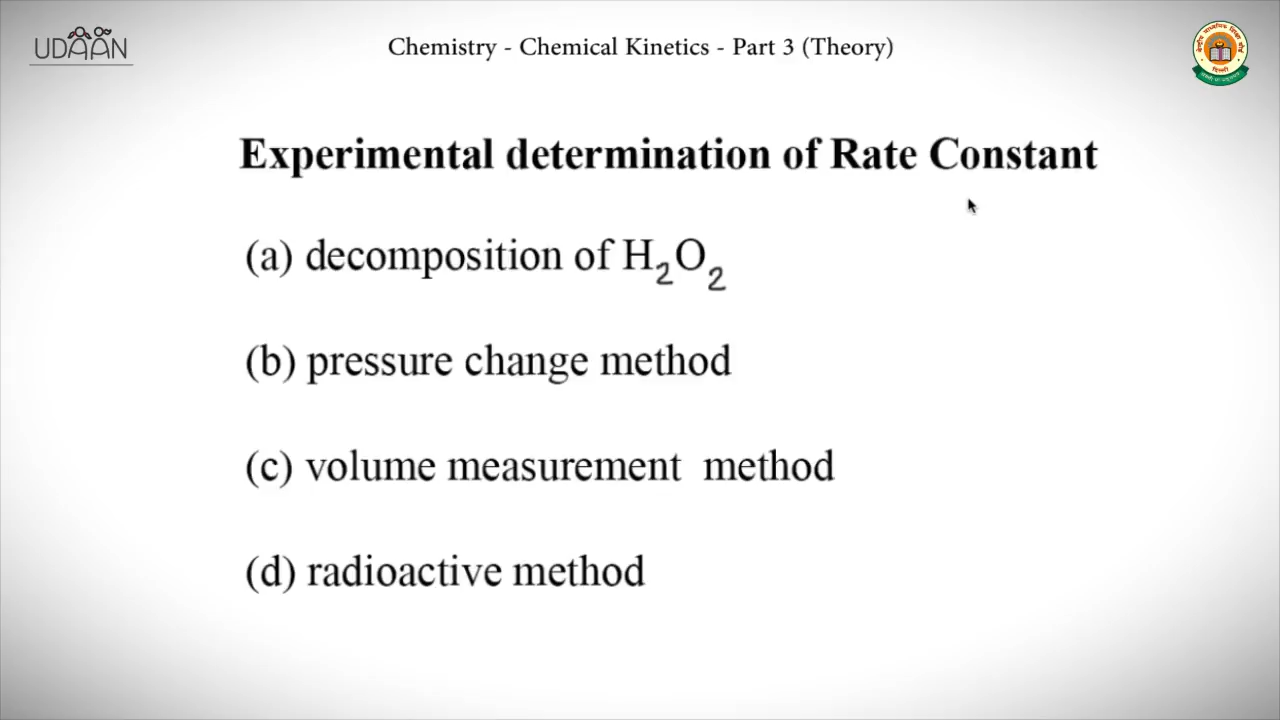 UDAAN
Chemistry - Chemical Kinetics - Part 3 (Theory)
Experimental determination of Rate Constant
(a) decomposition of H₂O₂
(b) pressure change method
(c) volume measurement method
(d) radioactive method